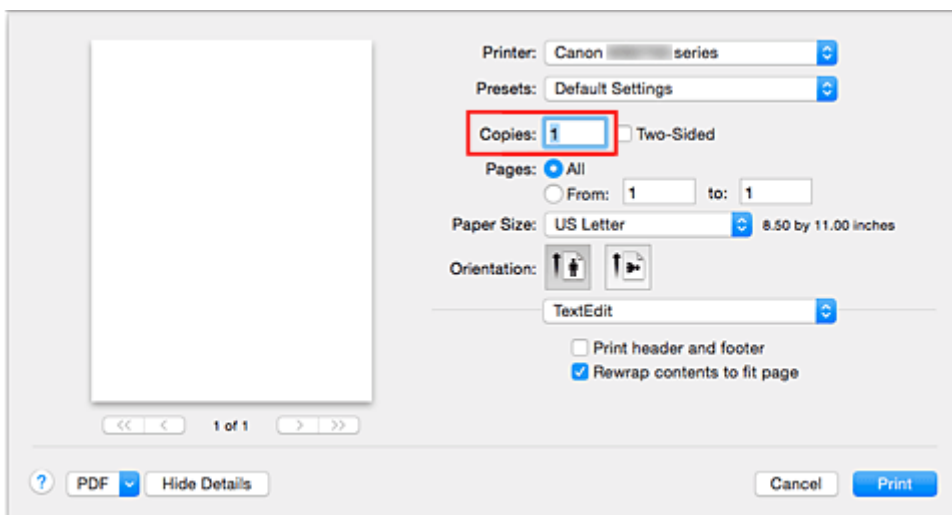 Printer: Canon series
Presets: Default Settings
Copies: 1 Two-Sided
Pages: All
From: 1 to: 1
Paper Size: US Letter 8.50 by 11.00 inches
Orientation:
TextEdit
Print header and footer
Rewrap contents to fit page
<< < 1 of 1 > >>
? PDF Hide Details Cancel Print